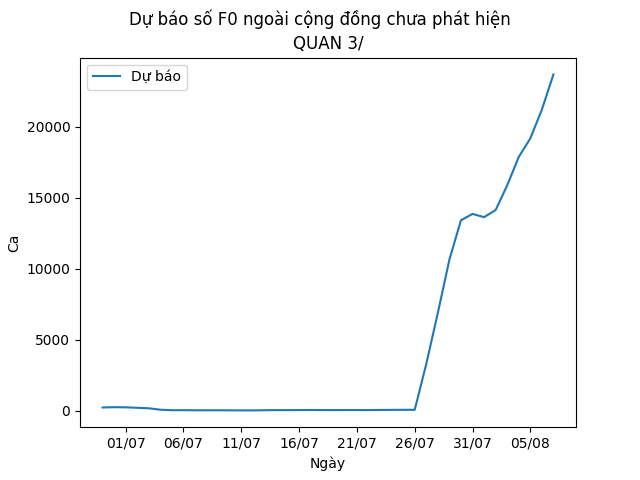 Dự báo số F0 ngoài cộng đồng chưa phát hiện
QUAN 3/
Dự báo
Ca
20000
15000
10000
5000
0
01/07 06/07 11/07 16/07 21/07 26/07 31/07 05/08
Ngày